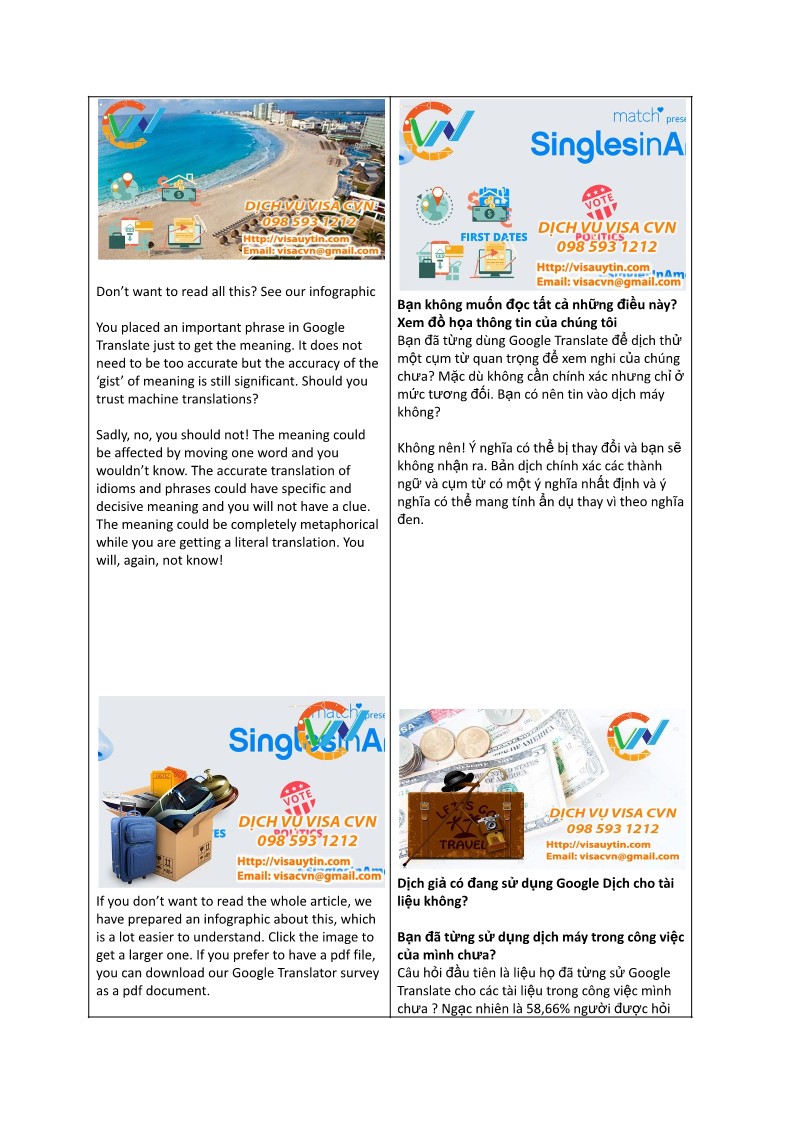 DỊCH VỤ VISA CVN
098 593 1212
Http://visauytin.com
Email: visacvn@gmail.com
Don’t want to read all this? See our infographic
You placed an important phrase in Google
Translate just to get the meaning. It does not
need to be too accurate but the accuracy of the
‘gist’ of meaning is still significant. Should you
trust machine translations?
Sadly, no, you should not! The meaning could
be affected by moving one word and you
wouldn’t know. The accurate translation of
idioms and phrases could have specific and
decisive meaning and you will not have a clue.
The meaning could be completely metaphorical
while you are getting a literal translation. You
will, again, not know!
match prese
SinglesinA
DỊCH VỤ VISA CVN
098 593 1212
POLITICS
Http://visauytin.com
Email: visacvn@gmail.com
If you don’t want to read the whole article, we
have prepared an infographic about this, which
is a lot easier to understand. Click the image to
get a larger one. If you prefer to have a pdf file,
you can download our Google Translator survey
as a pdf document.
match prese
SinglesinAm
VOTE
FIRST DATES
POLITICS
DỊCH VỤ VISA CVN
098 593 1212
Http://visauytin.com
Email: visacvn@gmail.com
Bạn không muốn đọc tất cả những điều này?
Xem đồ họa thông tin của chúng tôi
Bạn đã từng dùng Google Translate để dịch thử
một cụm từ quan trọng để xem nghi của chúng
chưa? Mặc dù không cần chính xác nhưng chỉ ở
mức tương đối. Bạn có nên tin vào dịch máy
không?
Không nên! Ý nghĩa có thể bị thay đổi và bạn sẽ
không nhận ra. Bản dịch chính xác các thành
ngữ và cụm từ có một ý nghĩa nhất định và ý
nghĩa có thể mang tính ẩn dụ thay vì theo nghĩa
đen.
LET'S GO
TRAVEL
DỊCH VỤ VISA CVN
098 593 1212
Http://visauytin.com
Email: visacvn@gmail.com
Dịch giả có đang sử dụng Google Dịch cho tài
liệu không?
Bạn đã từng sử dụng dịch máy trong công việc
của mình chưa?
Câu hỏi đầu tiên là liệu họ đã từng sử Google
Translate cho các tài liệu trong công việc mình
chưa ? Ngạc nhiên là 58,66% người được hỏi